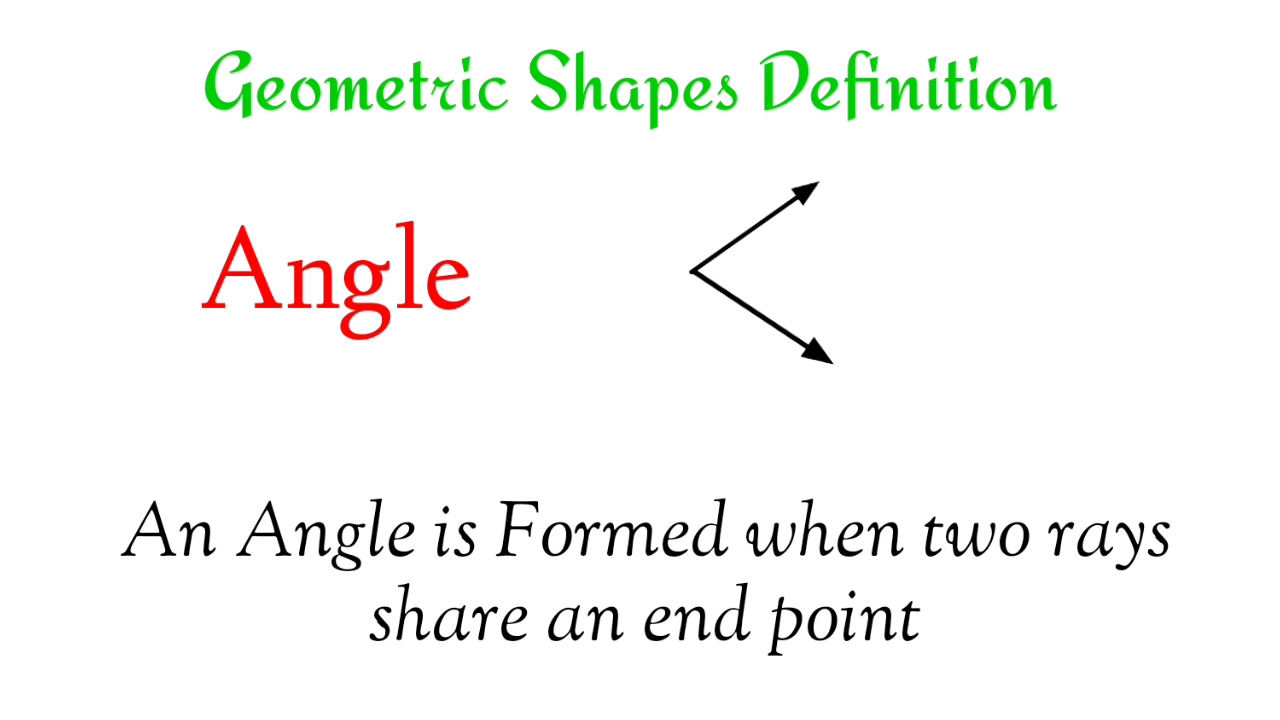 Geometric Shapes Definition
Angle
An Angle is Formed when two rays
share an end point